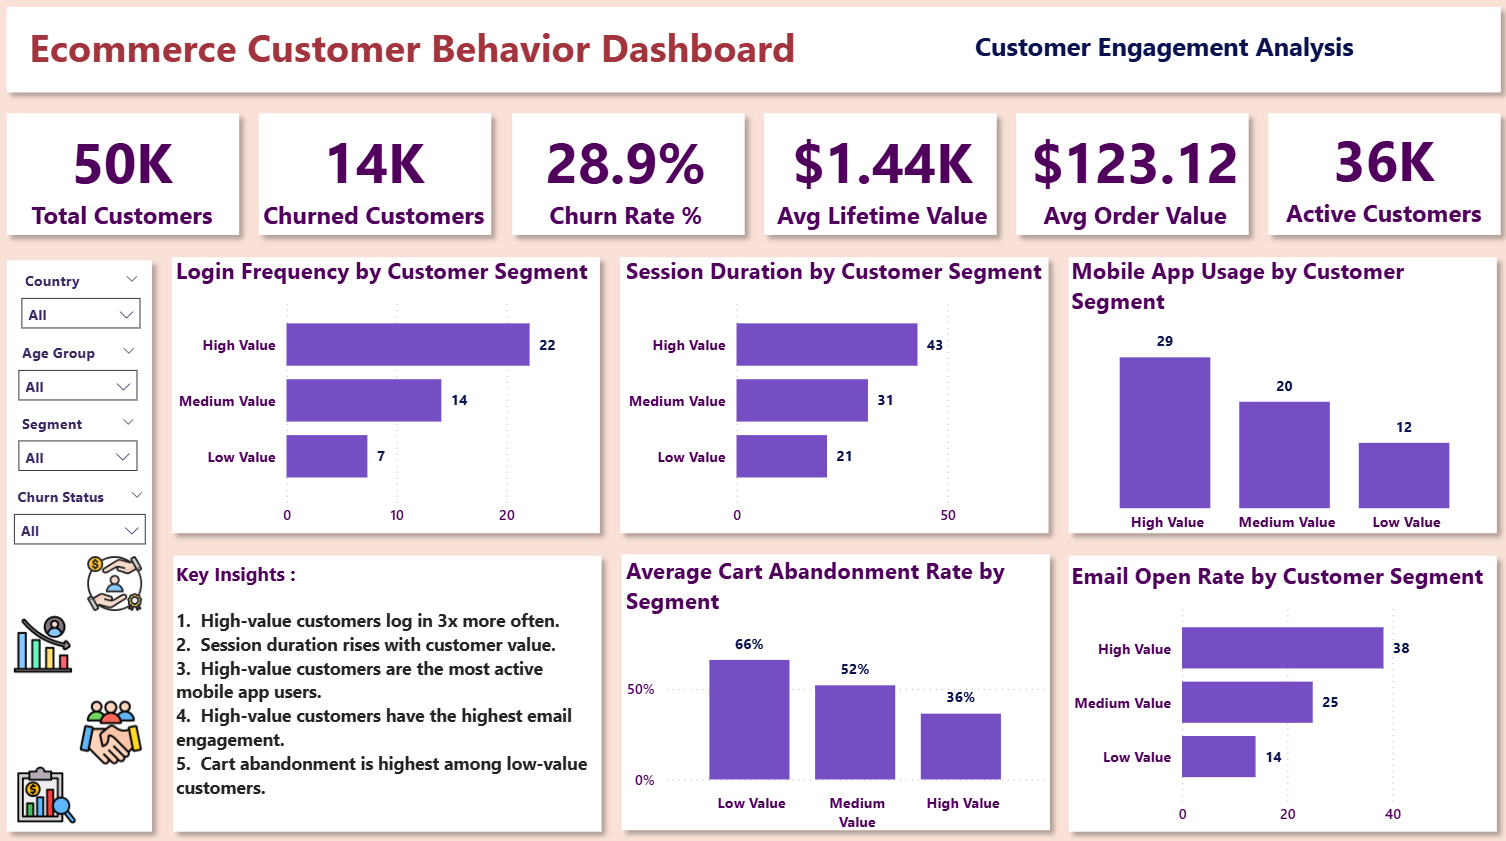 Ecommerce Customer Behavior Dashboard
Customer Engagement Analysis
50K
Total Customers
14K
Churned Customers
28.9%
Churn Rate %
$1.44K
Avg Lifetime Value
$123.12
Avg Order Value
36K
Active Customers
Country
All
Age Group
All
Segment
All
Churn Status
All
Login Frequency by Customer Segment
High Value
22
Medium Value
14
Low Value
7
0
10
20
Session Duration by Customer Segment
High Value
43
Medium Value
31
Low Value
21
0
50
Mobile App Usage by Customer
Segment
29
20
12
High Value
Medium Value
Low Value
Key Insights :
1. High-value customers log in 3x more often.
2. Session duration rises with customer value.
3. High-value customers are the most active
mobile app users.
4. High-value customers have the highest email
engagement.
5. Cart abandonment is highest among low-value
customers.
Average Cart Abandonment Rate by
Segment
66%
52%
36%
50%
0%
Low Value
Medium
Value
High Value
Email Open Rate by Customer Segment
High Value
38
Medium Value
25
Low Value
14
0
20
40